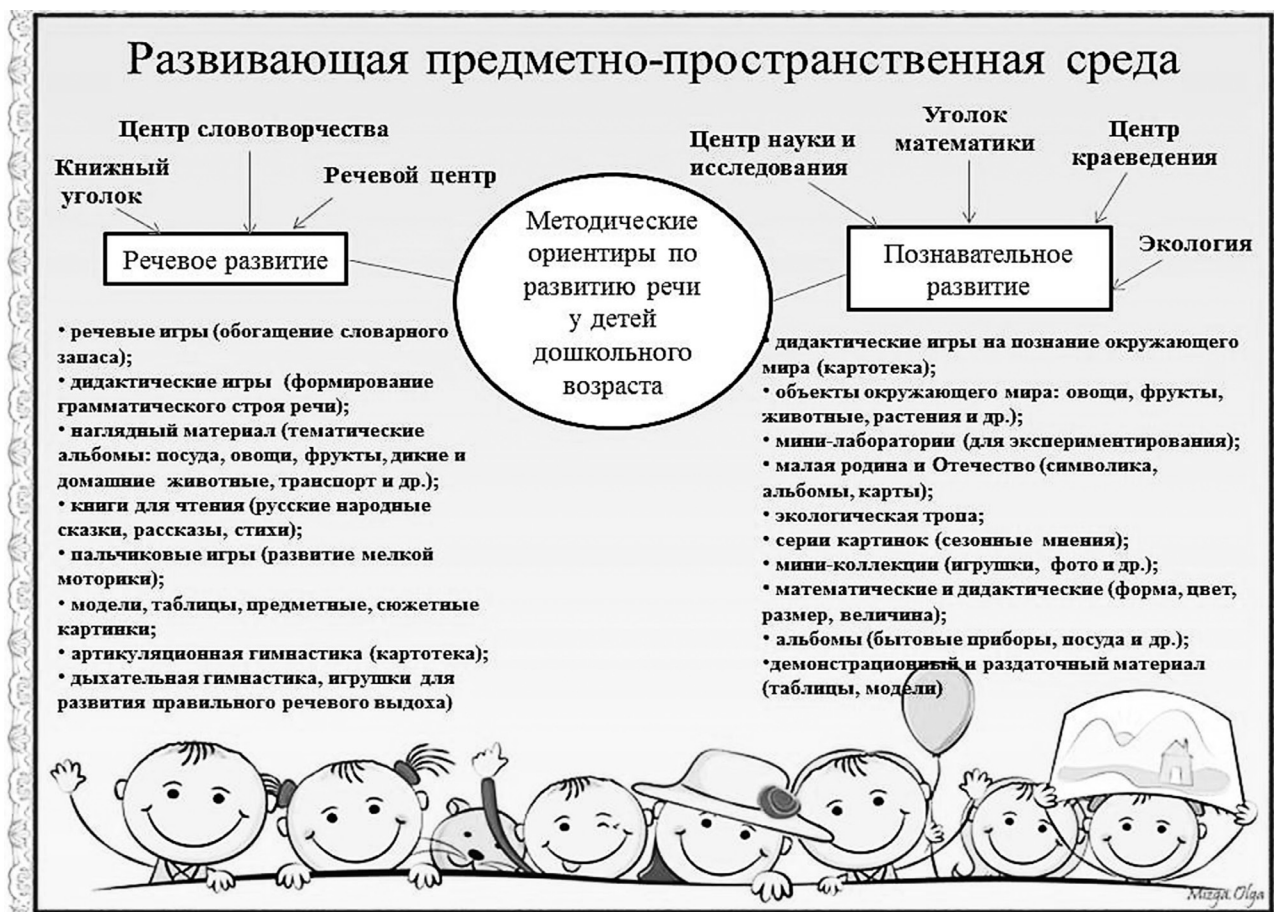 Развивающая предметно-пространственная среда
Центр словотворчества
Книжный
уголок
Речевой центр
Речевое развитие
Центр науки и
исследования
Уголок
математики
Центр
краеведения
Экология
Познавательное
развитие
Методические
ориентиры по
развитию речи
у детей
дошкольного
возраста
• речевые игры (обогащение словарного
запаса);
• дидактические игры (формирование
грамматического строя речи);
• наглядный материал (тематические
альбомы: посуда, овощи, фрукты, дикие и
домашние животные, транспорт и др.);
• книги для чтения (русские народные
сказки, рассказы, стихи);
• пальчиковые игры (развитие мелкой
моторики);
• модели, таблицы, предметные, сюжетные
картинки;
• артикуляционная гимнастика (картотека);
• дыхательная гимнастика, игрушки для
развития правильного речевого выдоха)
• дидактические игры на познание окружающего
мира (картотека);
• объекты окружающего мира: овощи, фрукты,
животные, растения и др.);
• мини-лаборатории (для экспериментирования);
• малая родина и Отечество (символика,
альбомы, карты);
• экологическая тропа;
• серии картинок (сезонные мнения);
• мини-коллекции (игрушки, фото и др.);
• математические и дидактические (форма, цвет,
размер, величина);
• альбомы (бытовые приборы, посуда и др.);
•демонстрационный и раздаточный материал
(таблицы, модели)
Mizga Olga